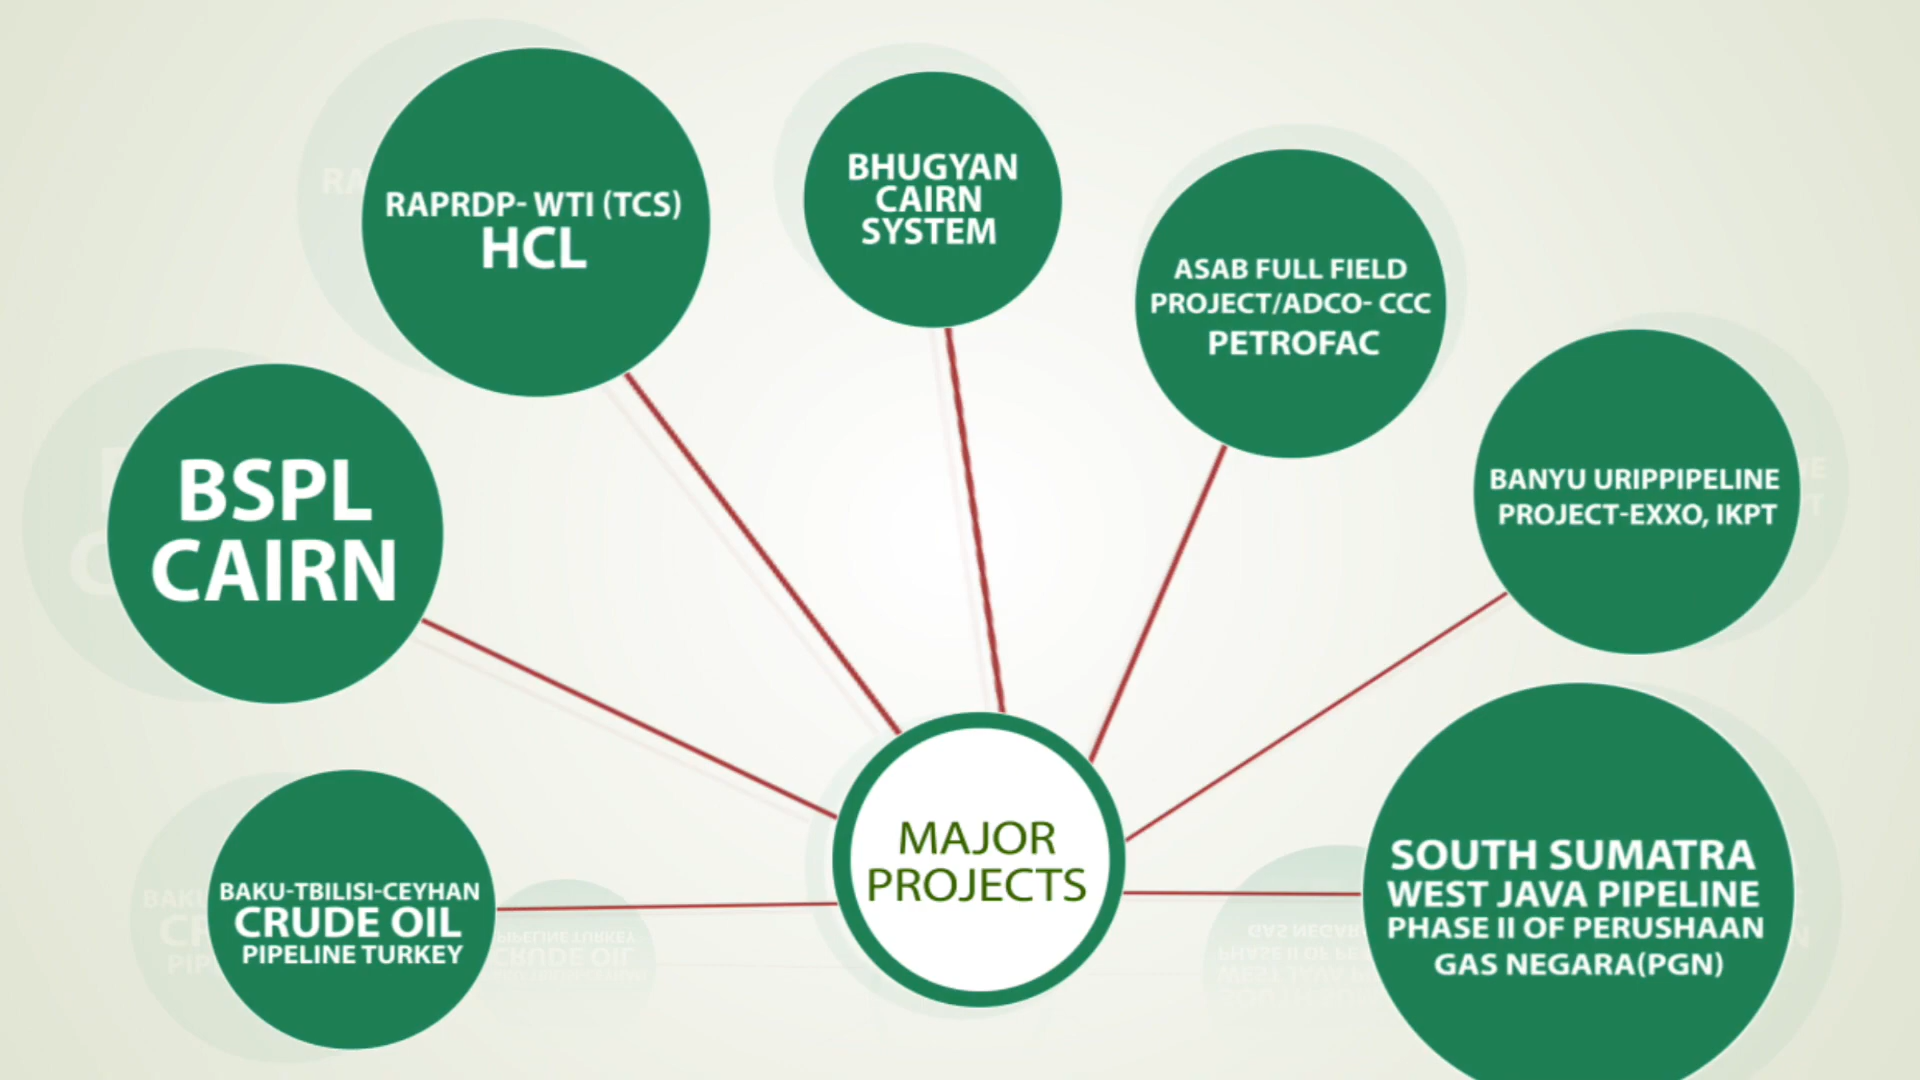 RAPRDP- WTI (TCS)
HCL
BHUGYAN
CAIRN
SYSTEM
ASAB FULL FIELD
PROJECT/ADCO- CCC
PETROFAC
BSPL
CAIRN
BANYU URIPPIPELINE
PROJECT-EXXO, IKPT
BAKU-TBILISI-CEYHAN
CRUDE OIL
PIPELINE TURKEY
MAJOR
PROJECTS
SOUTH SUMATRA
WEST JAVA PIPELINE
PHASE II OF PERUSHAAN
GAS NEGARA(PGN)